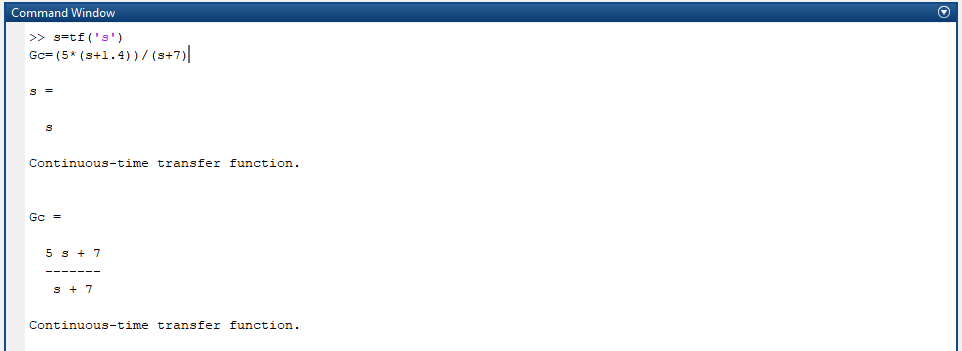 Command Window
>> s=tf('s')
Gc=(5*(s+1.4))/(s+7)
s =
s
Continuous-time transfer function.
Gc =
5 s + 7
-------
s + 7
Continuous-time transfer function.